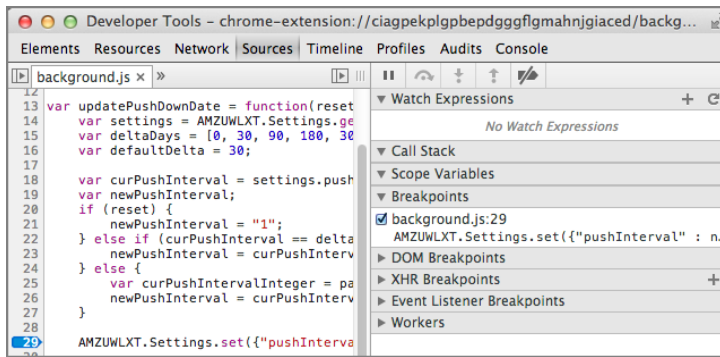 Developer Tools - chrome-extension://ciagpekplgpbepdgggflgmahnjgiaced/backg...
Elements Resources Network Sources Timeline Profiles Audits Console
background.js × »
12
13 var updatePushDownDate = function(reset
14 var settings = AMZUWLXT.Settings.ge
15 var deltaDays = [0, 30, 90, 180, 30
16 var defaultDelta = 30;
17
18 var curPushInterval = settings.push
19 var newPushInterval;
20 if (reset) {
21 newPushInterval = "1";
22 } else if (curPushInterval == delta
23 newPushInterval = curPushInterv
24 } else {
25 var curPushIntervalInteger = pa
26 newPushInterval = curPushInterv
27 }
28
29 AMZUWLXT.Settings.set({"pushInterva
Watch Expressions
No Watch Expressions
Call Stack
Scope Variables
Breakpoints
background.js:29
AMZUWLXT.Settings.set({"pushInterval" : n.
DOM Breakpoints
XHR Breakpoints
Event Listener Breakpoints
Workers